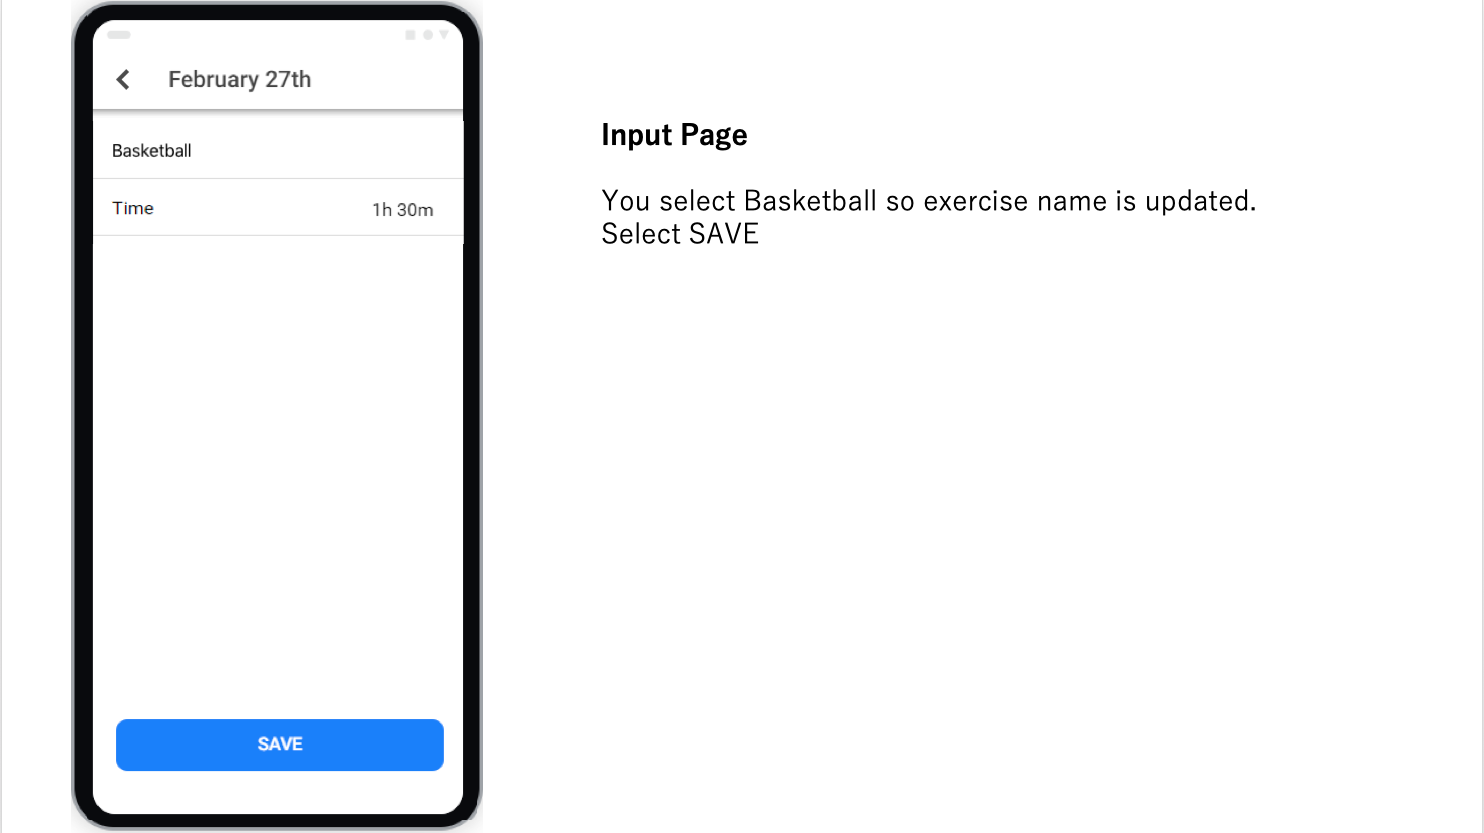 February 27th
Basketball
Time 1h 30m
SAVE
Input Page
You select Basketball so exercise name is updated.
Select SAVE